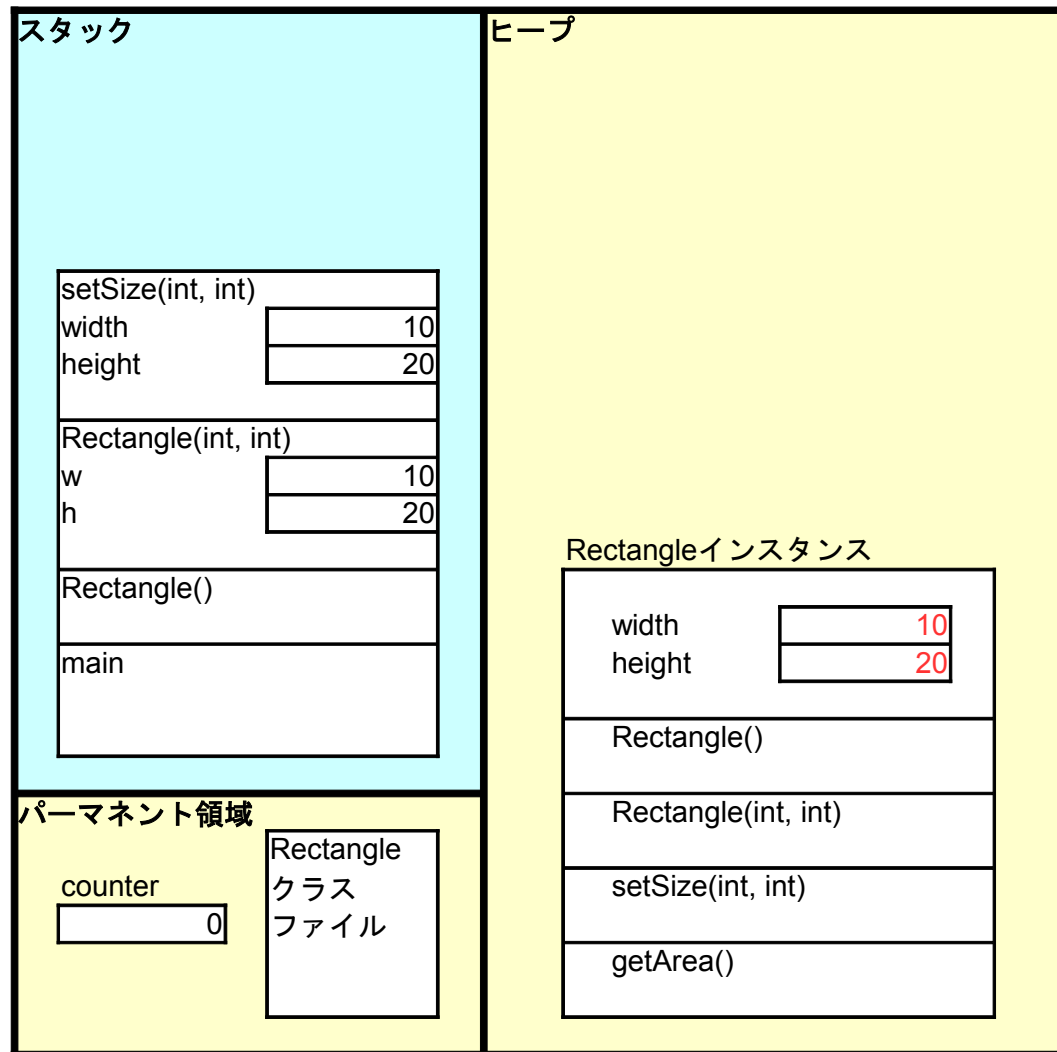 スタック
setSize(int, int)
width 10
height 20
Rectangle(int, int)
w 10
h 20
Rectangle()
main
パーマネント領域
counter
0
Rectangle
クラス
ファイル
ヒープ
Rectangleインスタンス
width 10
height 20
Rectangle()
Rectangle(int, int)
setSize(int, int)
getArea()